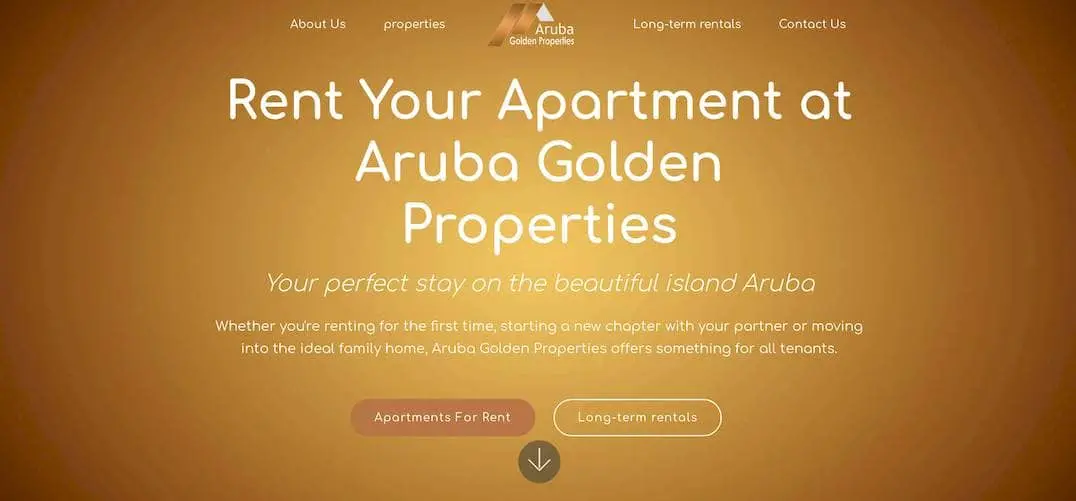 About Us
properties
Aruba
Golden Properties
Long-term rentals
Contact Us
Rent Your Apartment at
Aruba Golden
Properties
Your perfect stay on the beautiful island Aruba
Whether you're renting for the first time, starting a new chapter with your partner or moving
into the ideal family home, Aruba Golden Properties offers something for all tenants.
Apartments For Rent
Long-term rentals